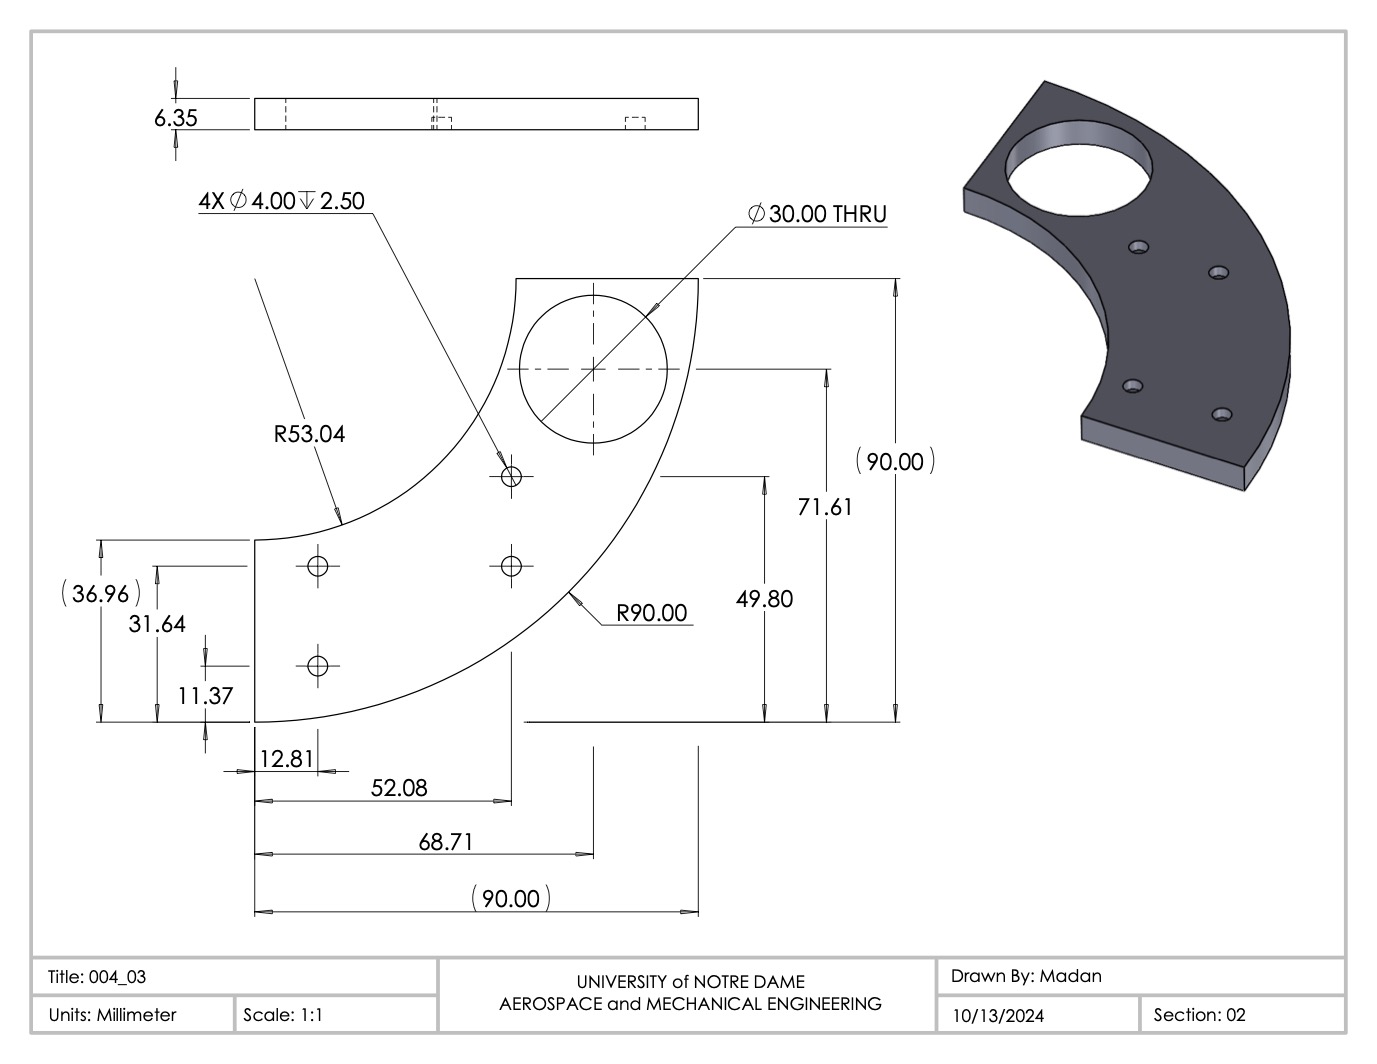 6.35
4X ∅ 4.00 ↧ 2.50
∅ 30.00 THRU
R53.04
(90.00)
71.61
(36.96)
31.64
49.80
R90.00
11.37
12.81
52.08
68.71
(90.00)
Title: 004_03
Units: Millimeter
Scale: 1:1
UNIVERSITY of NOTRE DAME
AEROSPACE and MECHANICAL ENGINEERING
Drawn By: Madan
10/13/2024
Section: 02